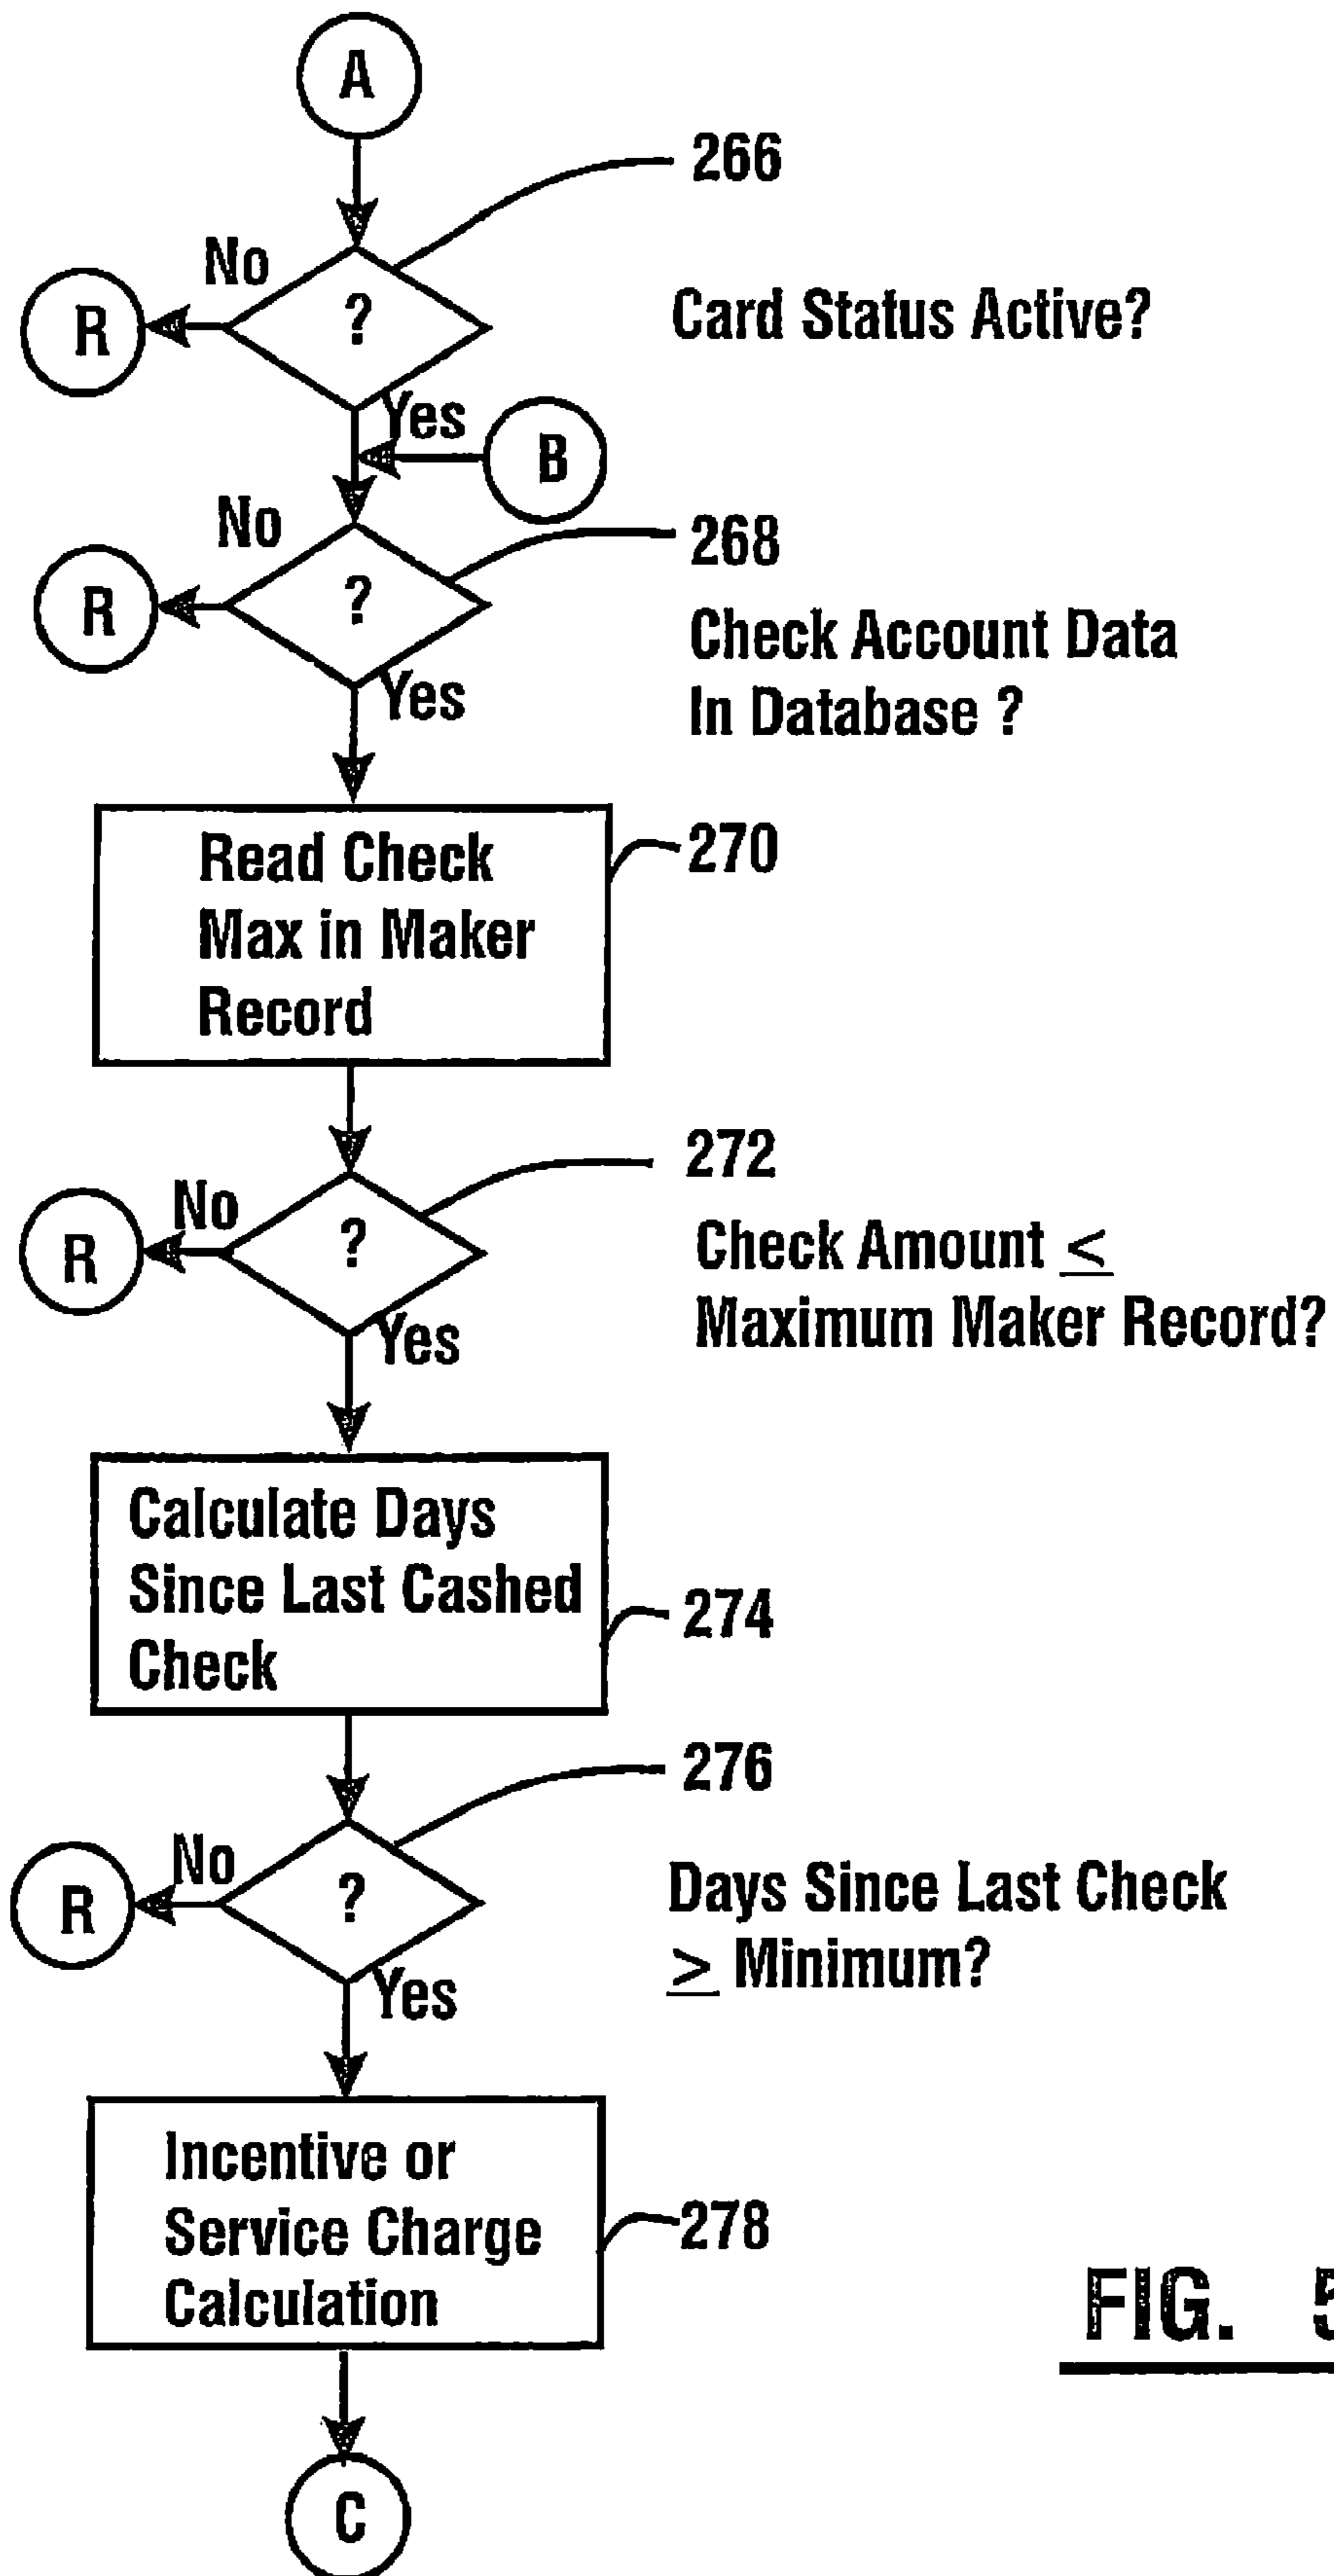 A
266
No
?
R
Card Status Active?
Yes
B
No
268
?
R
Check Account Data
In Database ?
Yes
Read Check
Max in Maker
Record
270
272
No
?
R
Check Amount ≤
Maximum Maker Record?
Yes
Calculate Days
Since Last Cashed
Check
274
276
No
?
R
Days Since Last Check
≥ Minimum?
Yes
Incentive or
Service Charge
Calculation
278
FIG. 5
C